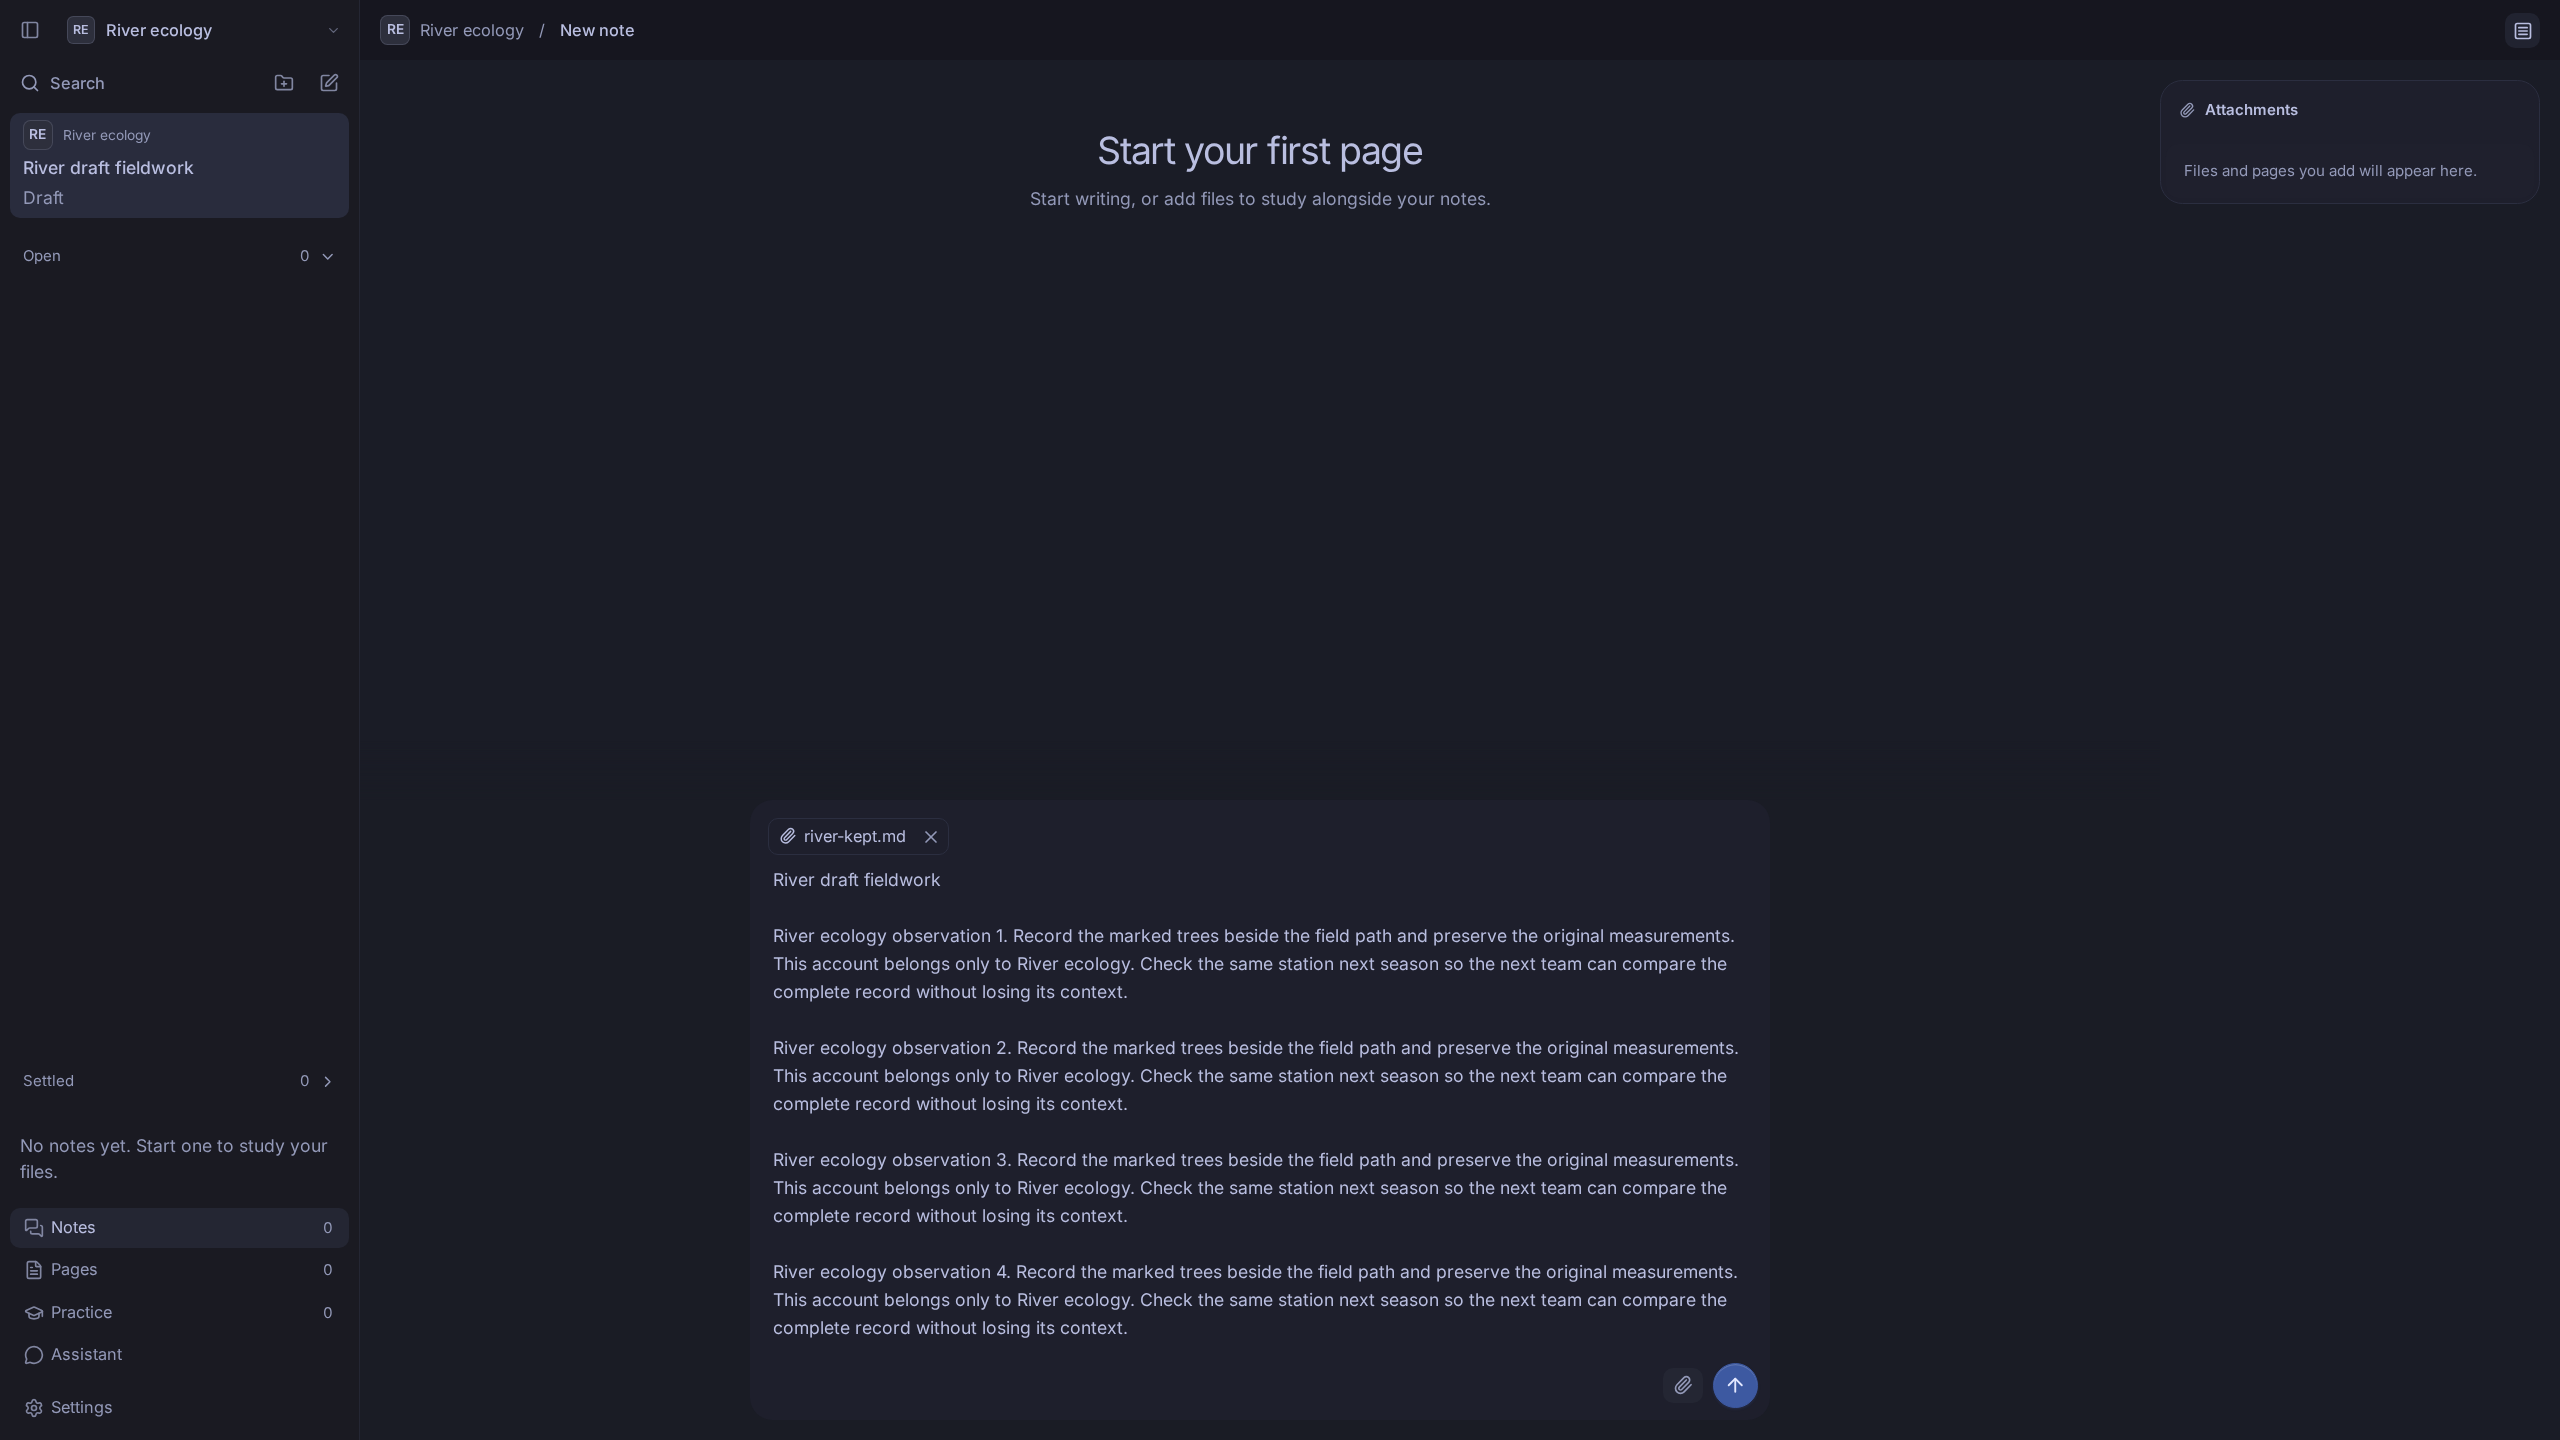 RE River ecology
Search
RE River ecology
River draft fieldwork
Draft
Open 0
Settled 0
No notes yet. Start one to study your
files.
Notes 0
Pages 0
Practice 0
Assistant
Settings
RE River ecology / New note
Start your first page
Start writing, or add files to study alongside your notes.
Attachments
Files and pages you add will appear here.
river-kept.md
River draft fieldwork
River ecology observation 1. Record the marked trees beside the field path and preserve the original measurements.
This account belongs only to River ecology. Check the same station next season so the next team can compare the
complete record without losing its context.
River ecology observation 2. Record the marked trees beside the field path and preserve the original measurements.
This account belongs only to River ecology. Check the same station next season so the next team can compare the
complete record without losing its context.
River ecology observation 3. Record the marked trees beside the field path and preserve the original measurements.
This account belongs only to River ecology. Check the same station next season so the next team can compare the
complete record without losing its context.
River ecology observation 4. Record the marked trees beside the field path and preserve the original measurements.
This account belongs only to River ecology. Check the same station next season so the next team can compare the
complete record without losing its context.